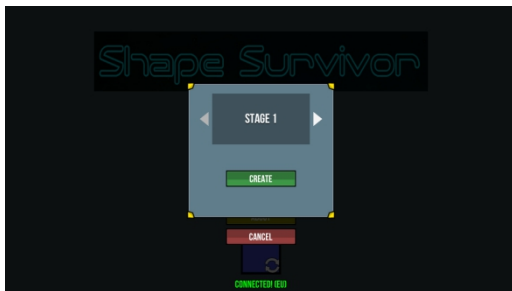 Shape Survivor
STAGE 1
CREATE
CANCEL
CONNECTED! (EU)